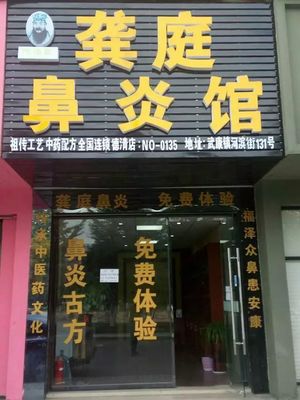 龚庭
鼻炎馆
祖传工艺 中药配方 全国连锁 德清店:NO-0135 地址:武康镇河滨街131号
龚庭鼻炎 免费体验
中医药文化
鼻炎古方
免费体验
福泽众鼻患安康